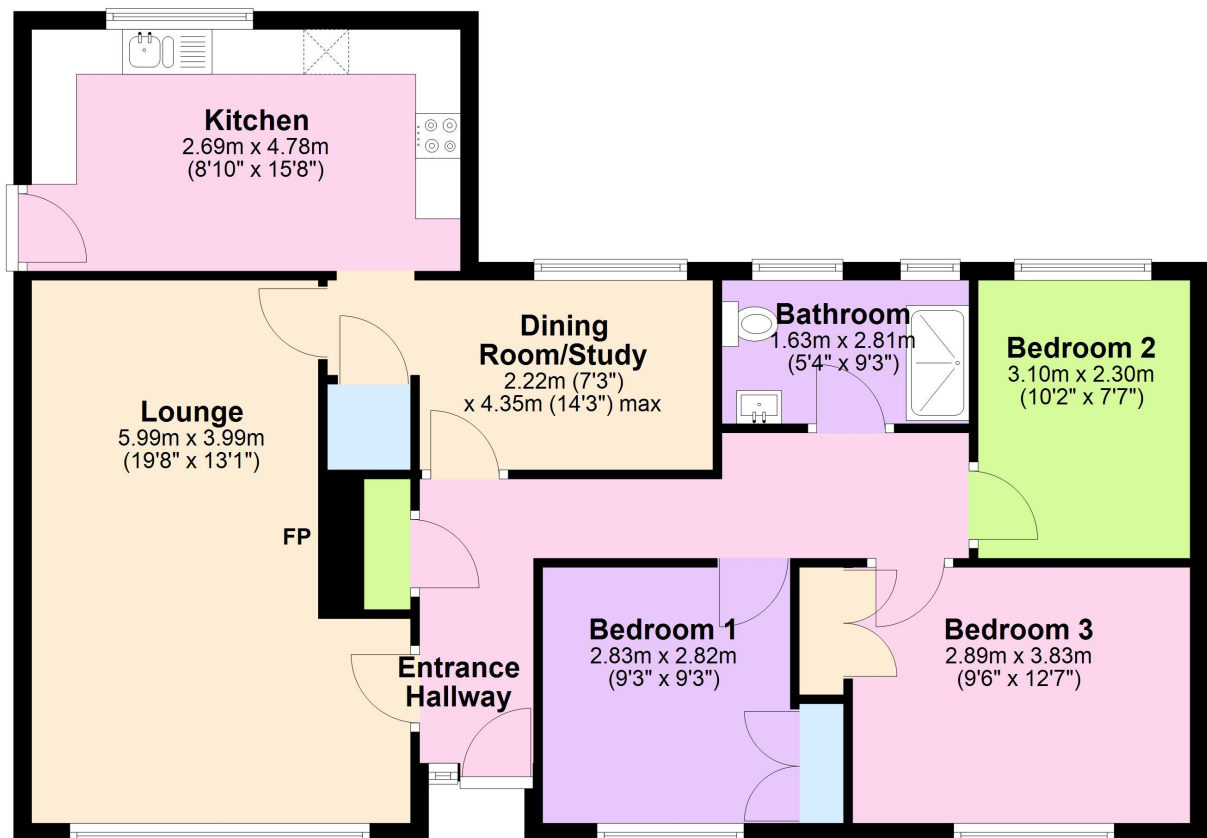 Kitchen
2.69m x 4.78m
(8'10" x 15'8")
Dining
Room/Study
2.22m (7'3")
x 4.35m (14'3") max
Bathroom
1.63m x 2.81m
(5'4" x 9'3")
Bedroom 2
3.10m x 2.30m
(10'2" x 7'7")
Lounge
5.99m x 3.99m
(19'8" x 13'1")
FP
Entrance
Hallway
Bedroom 1
2.83m x 2.82m
(9'3" x 9'3")
Bedroom 3
2.89m x 3.83m
(9'6" x 12'7")